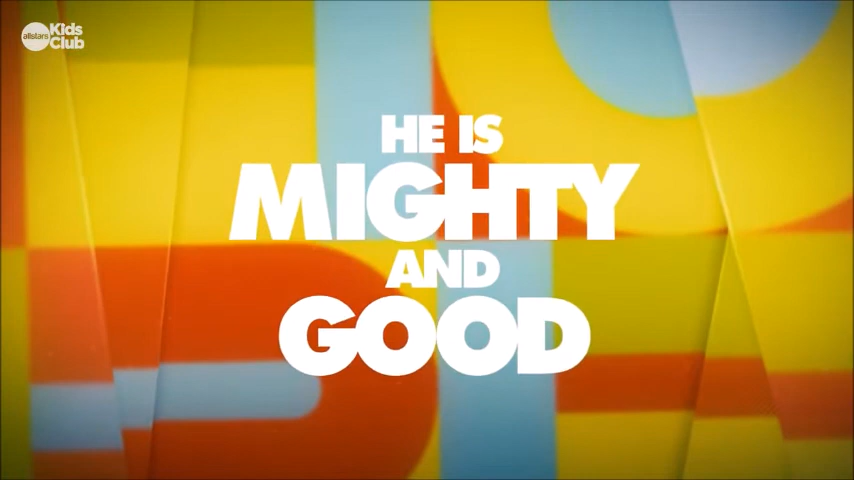 allstars
Kids
Club
HE IS
MIGHTY
AND
GOOD